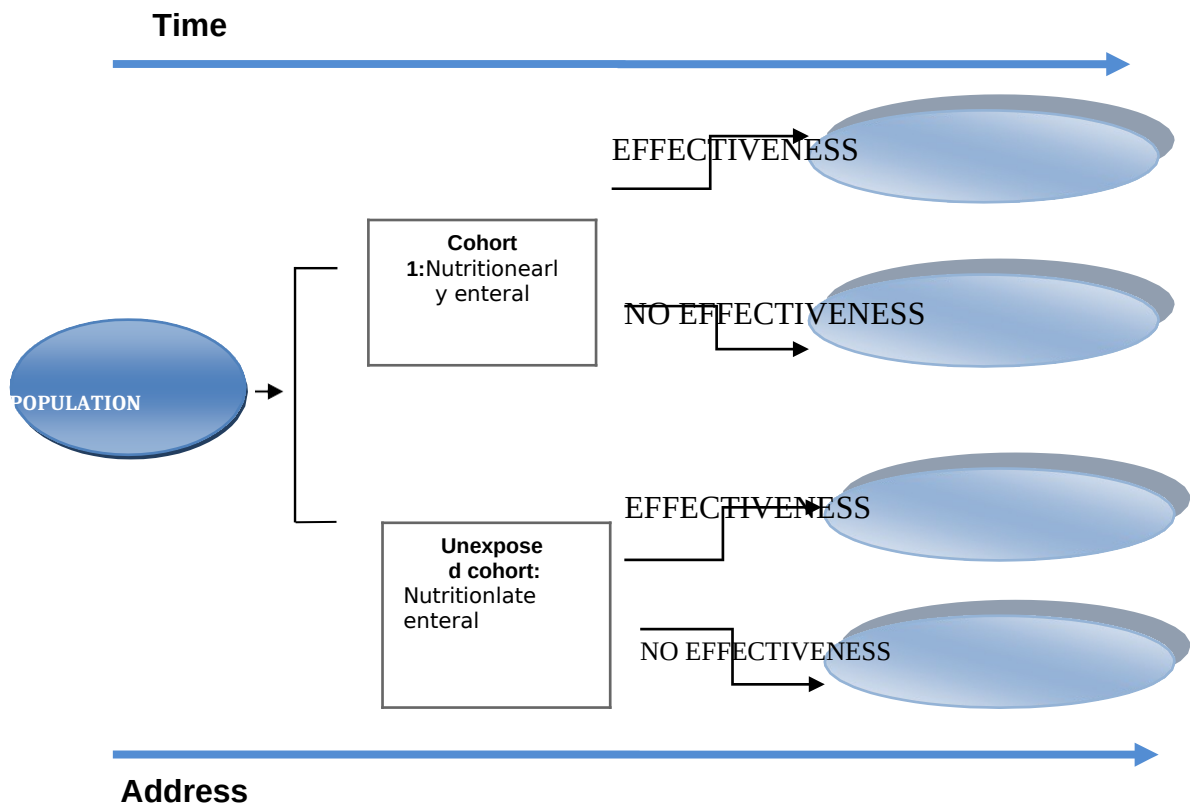 Time
EFFECTIVENESS
Cohort
1:Nutritionearl
y enteral
NO EFFECTIVENESS
POPULATION
EFFECTIVENESS
Unexpose
d cohort:
Nutritionlate
enteral
NO EFFECTIVENESS
Address